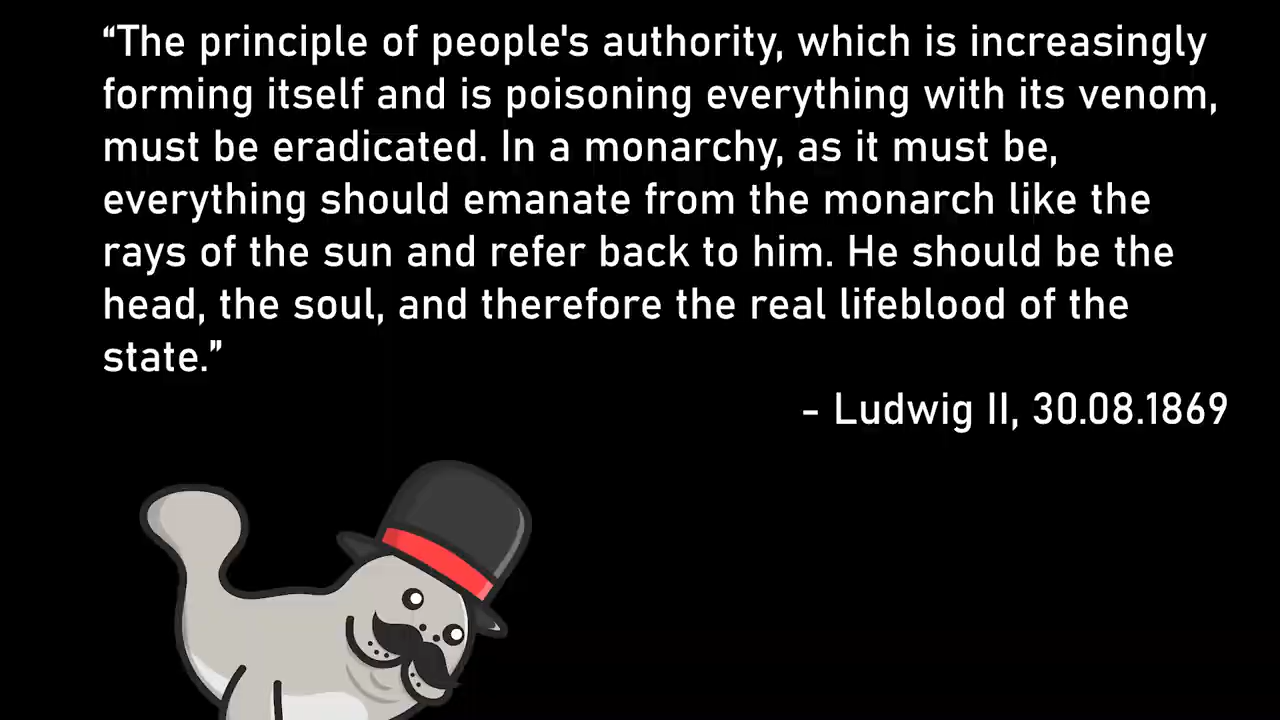 “The principle of people's authority, which is increasingly
forming itself and is poisoning everything with its venom,
must be eradicated. In a monarchy, as it must be,
everything should emanate from the monarch like the
rays of the sun and refer back to him. He should be the
head, the soul, and therefore the real lifeblood of the
state.”
- Ludwig II, 30.08.1869